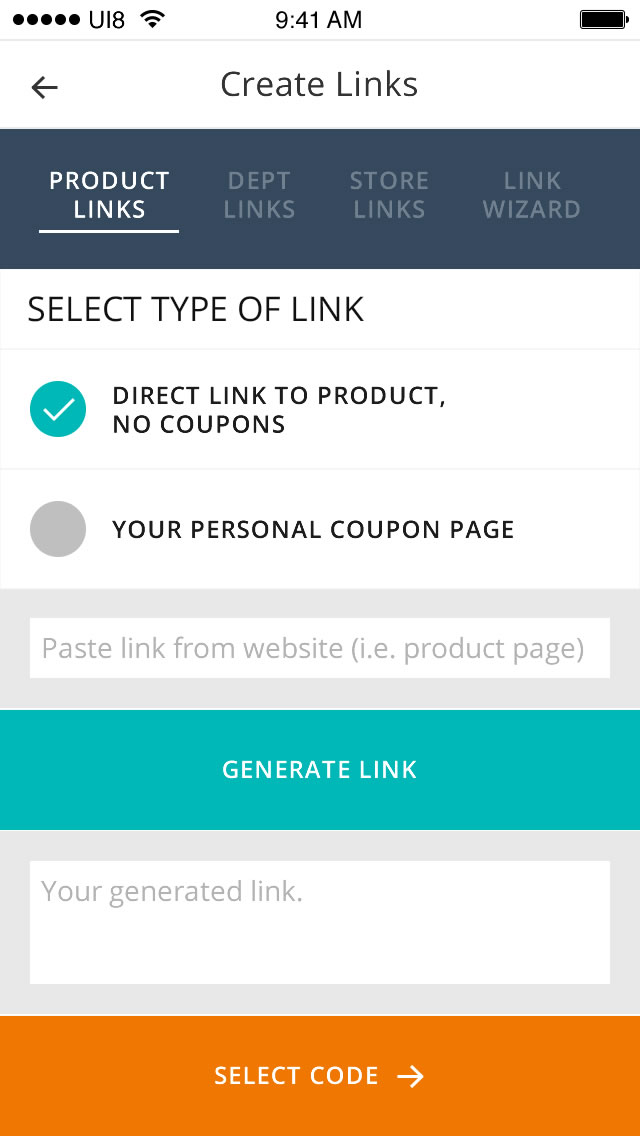 UI8 9:41 AM
Create Links
PRODUCT LINKS
DEPT LINKS
STORE LINKS
LINK WIZARD
SELECT TYPE OF LINK
DIRECT LINK TO PRODUCT,
NO COUPONS
YOUR PERSONAL COUPON PAGE
Paste link from website (i.e. product page)
GENERATE LINK
Your generated link.
SELECT CODE